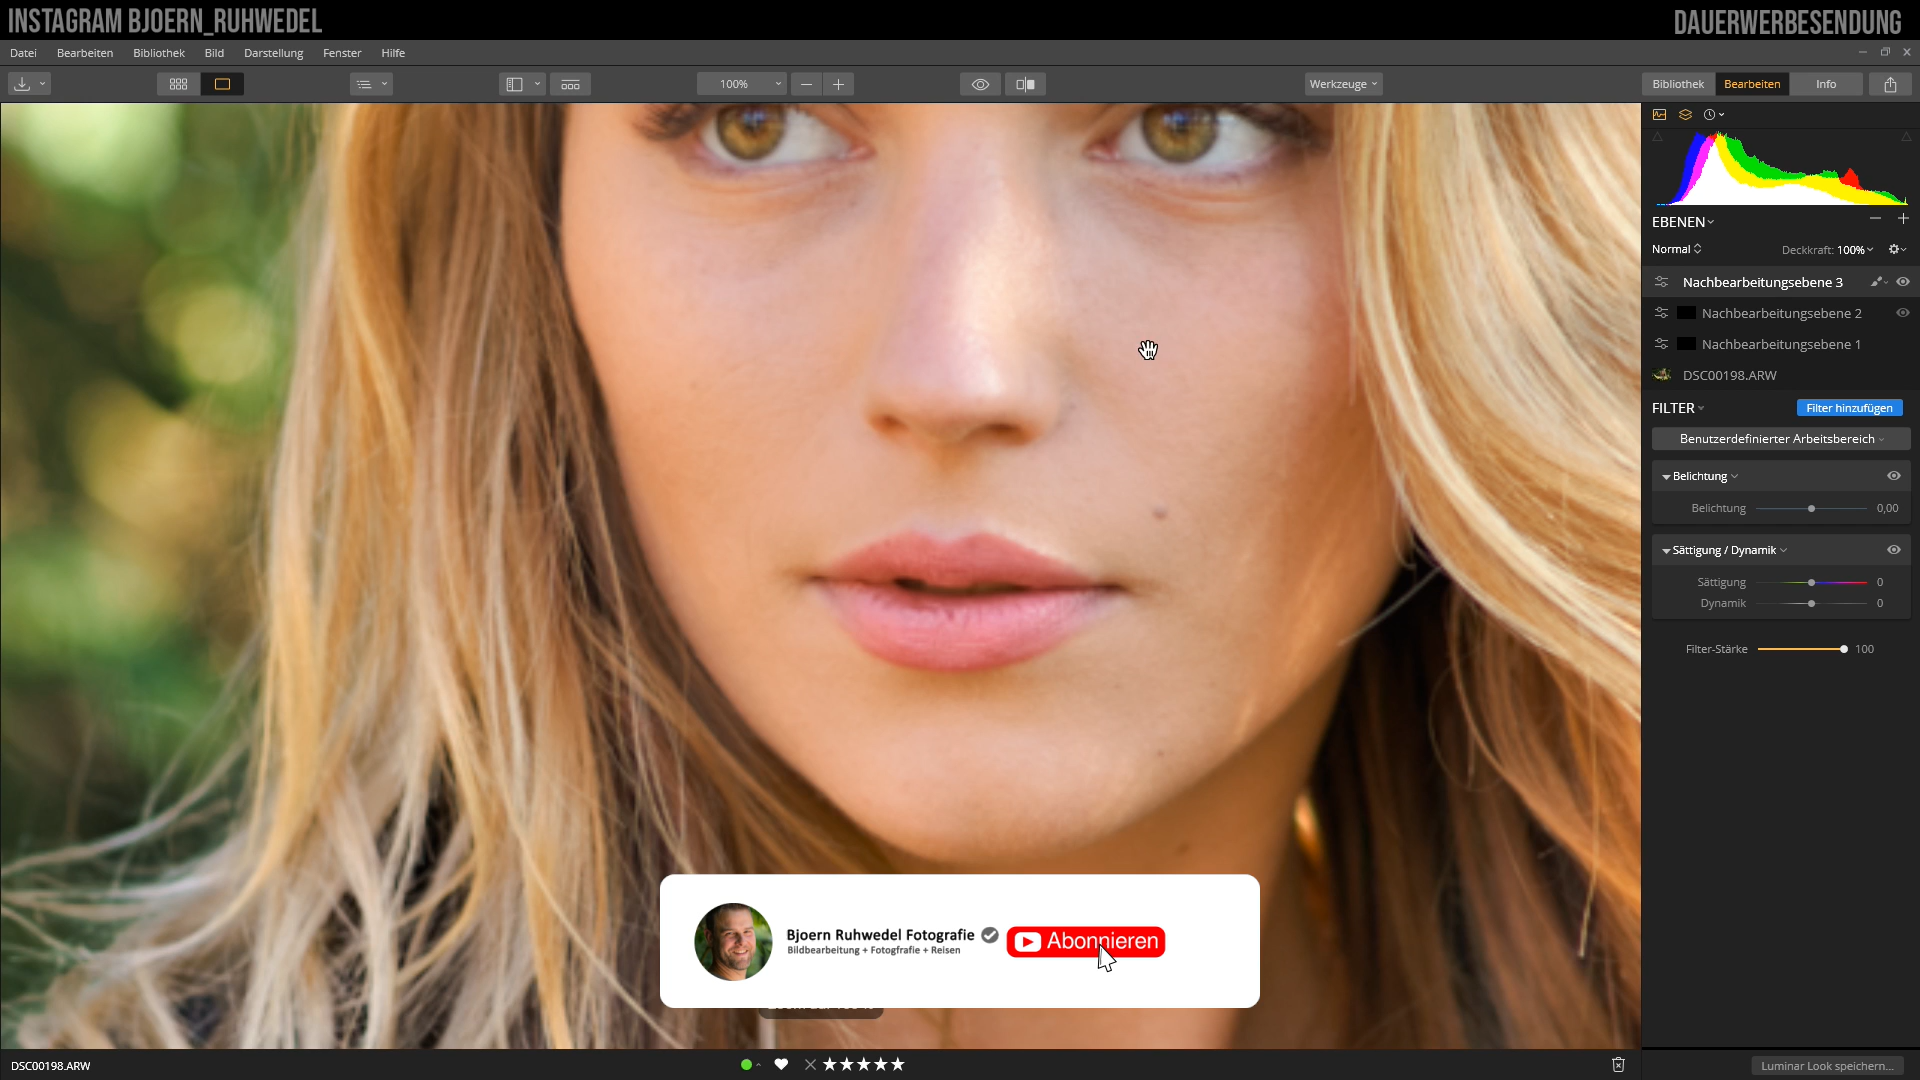 INSTAGRAM BJOERN_RUHWEDEL
DAUERWERBESENDUNG
Datei Bearbeiten Bibliothek Bild Darstellung Fenster Hilfe
100% Werkzeuge Bibliothek Bearbeiten Info
EBENEN
Normal Deckkraft: 100%
Nachbearbeitungsebene 3
Nachbearbeitungsebene 2
Nachbearbeitungsebene 1
DSC00198.ARW
FILTER Filter hinzufügen
Benutzerdefinierter Arbeitsbereich
Belichtung
Belichtung 0,00
Sättigung / Dynamik
Sättigung 0
Dynamik 0
Filter-Stärke 100
Bjoern Ruhwedel Fotografie
Abonnieren
Bildbearbeitung + Fotogfrafie + Reisen
DSC00198.ARW
Luminar Look speichern...